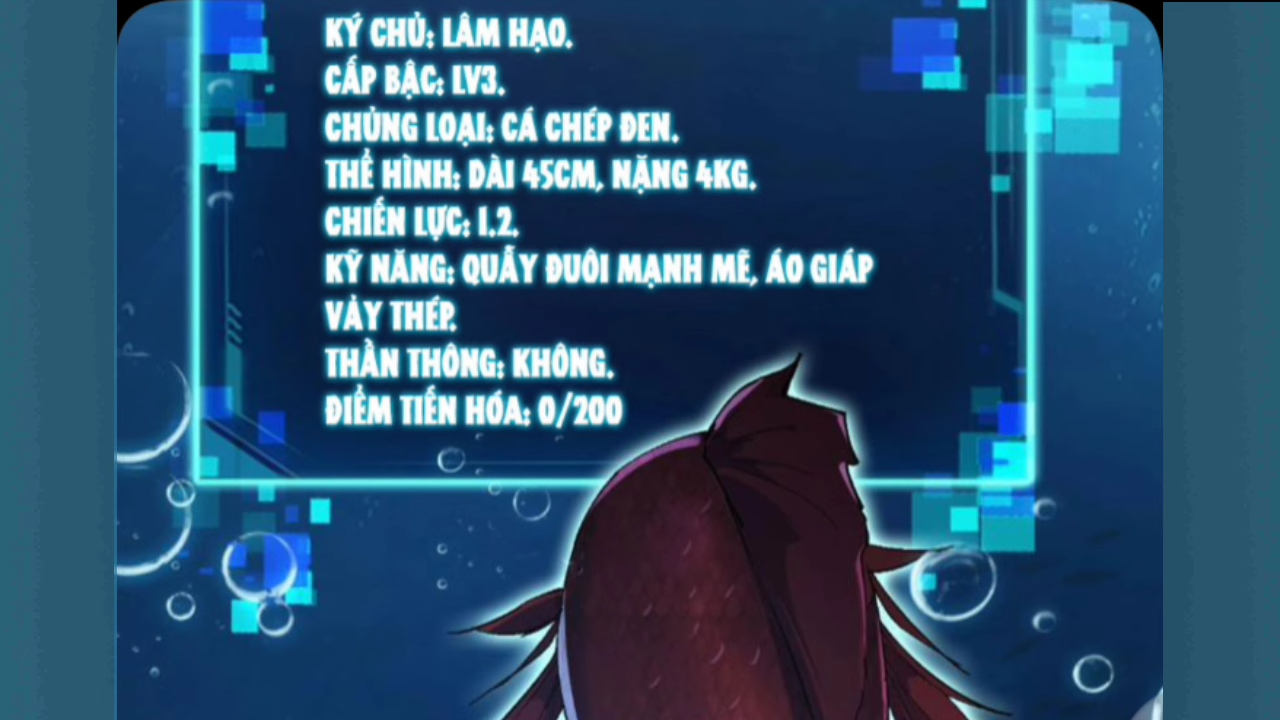 KÝ CHỦ: LÂM HẠO.
CẤP BẬC: LV3.
CHỦNG LOẠI: CÁ CHÉP ĐEN.
THỂ HÌNH: DÀI 45CM, NẶNG 4KG.
CHIẾN LỰC: 1.2.
KỸ NĂNG: QUẪY ĐUÔI MẠNH MẼ, ÁO GIÁP
VẢY THÉP.
THẦN THÔNG: KHÔNG.
ĐIỂM TIẾN HÓA: 0/200